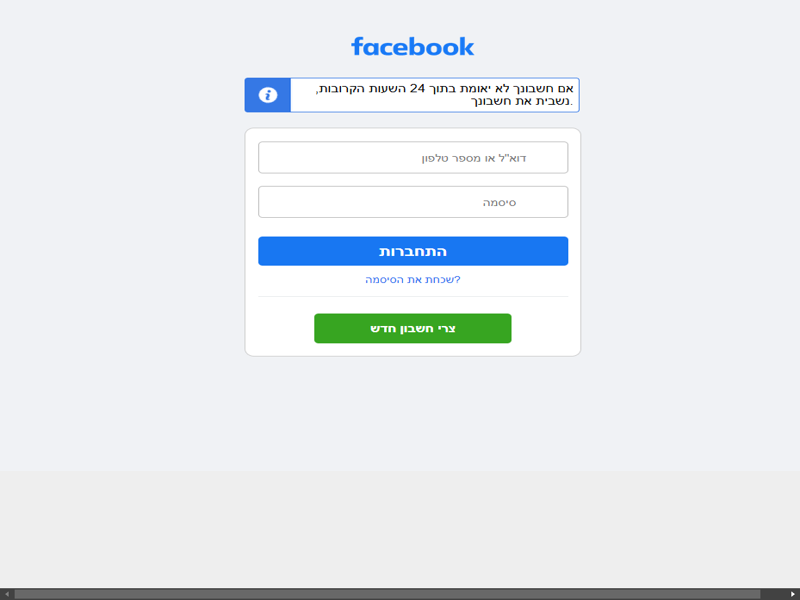 facebook
אם חשבונך לא יאומת בתוך 24 השעות הקרובות,
נשבית את חשבונך.
דוא"ל או מספר טלפון
סיסמה
התחברות
שכחת את הסיסמה?
צרי חשבון חדש